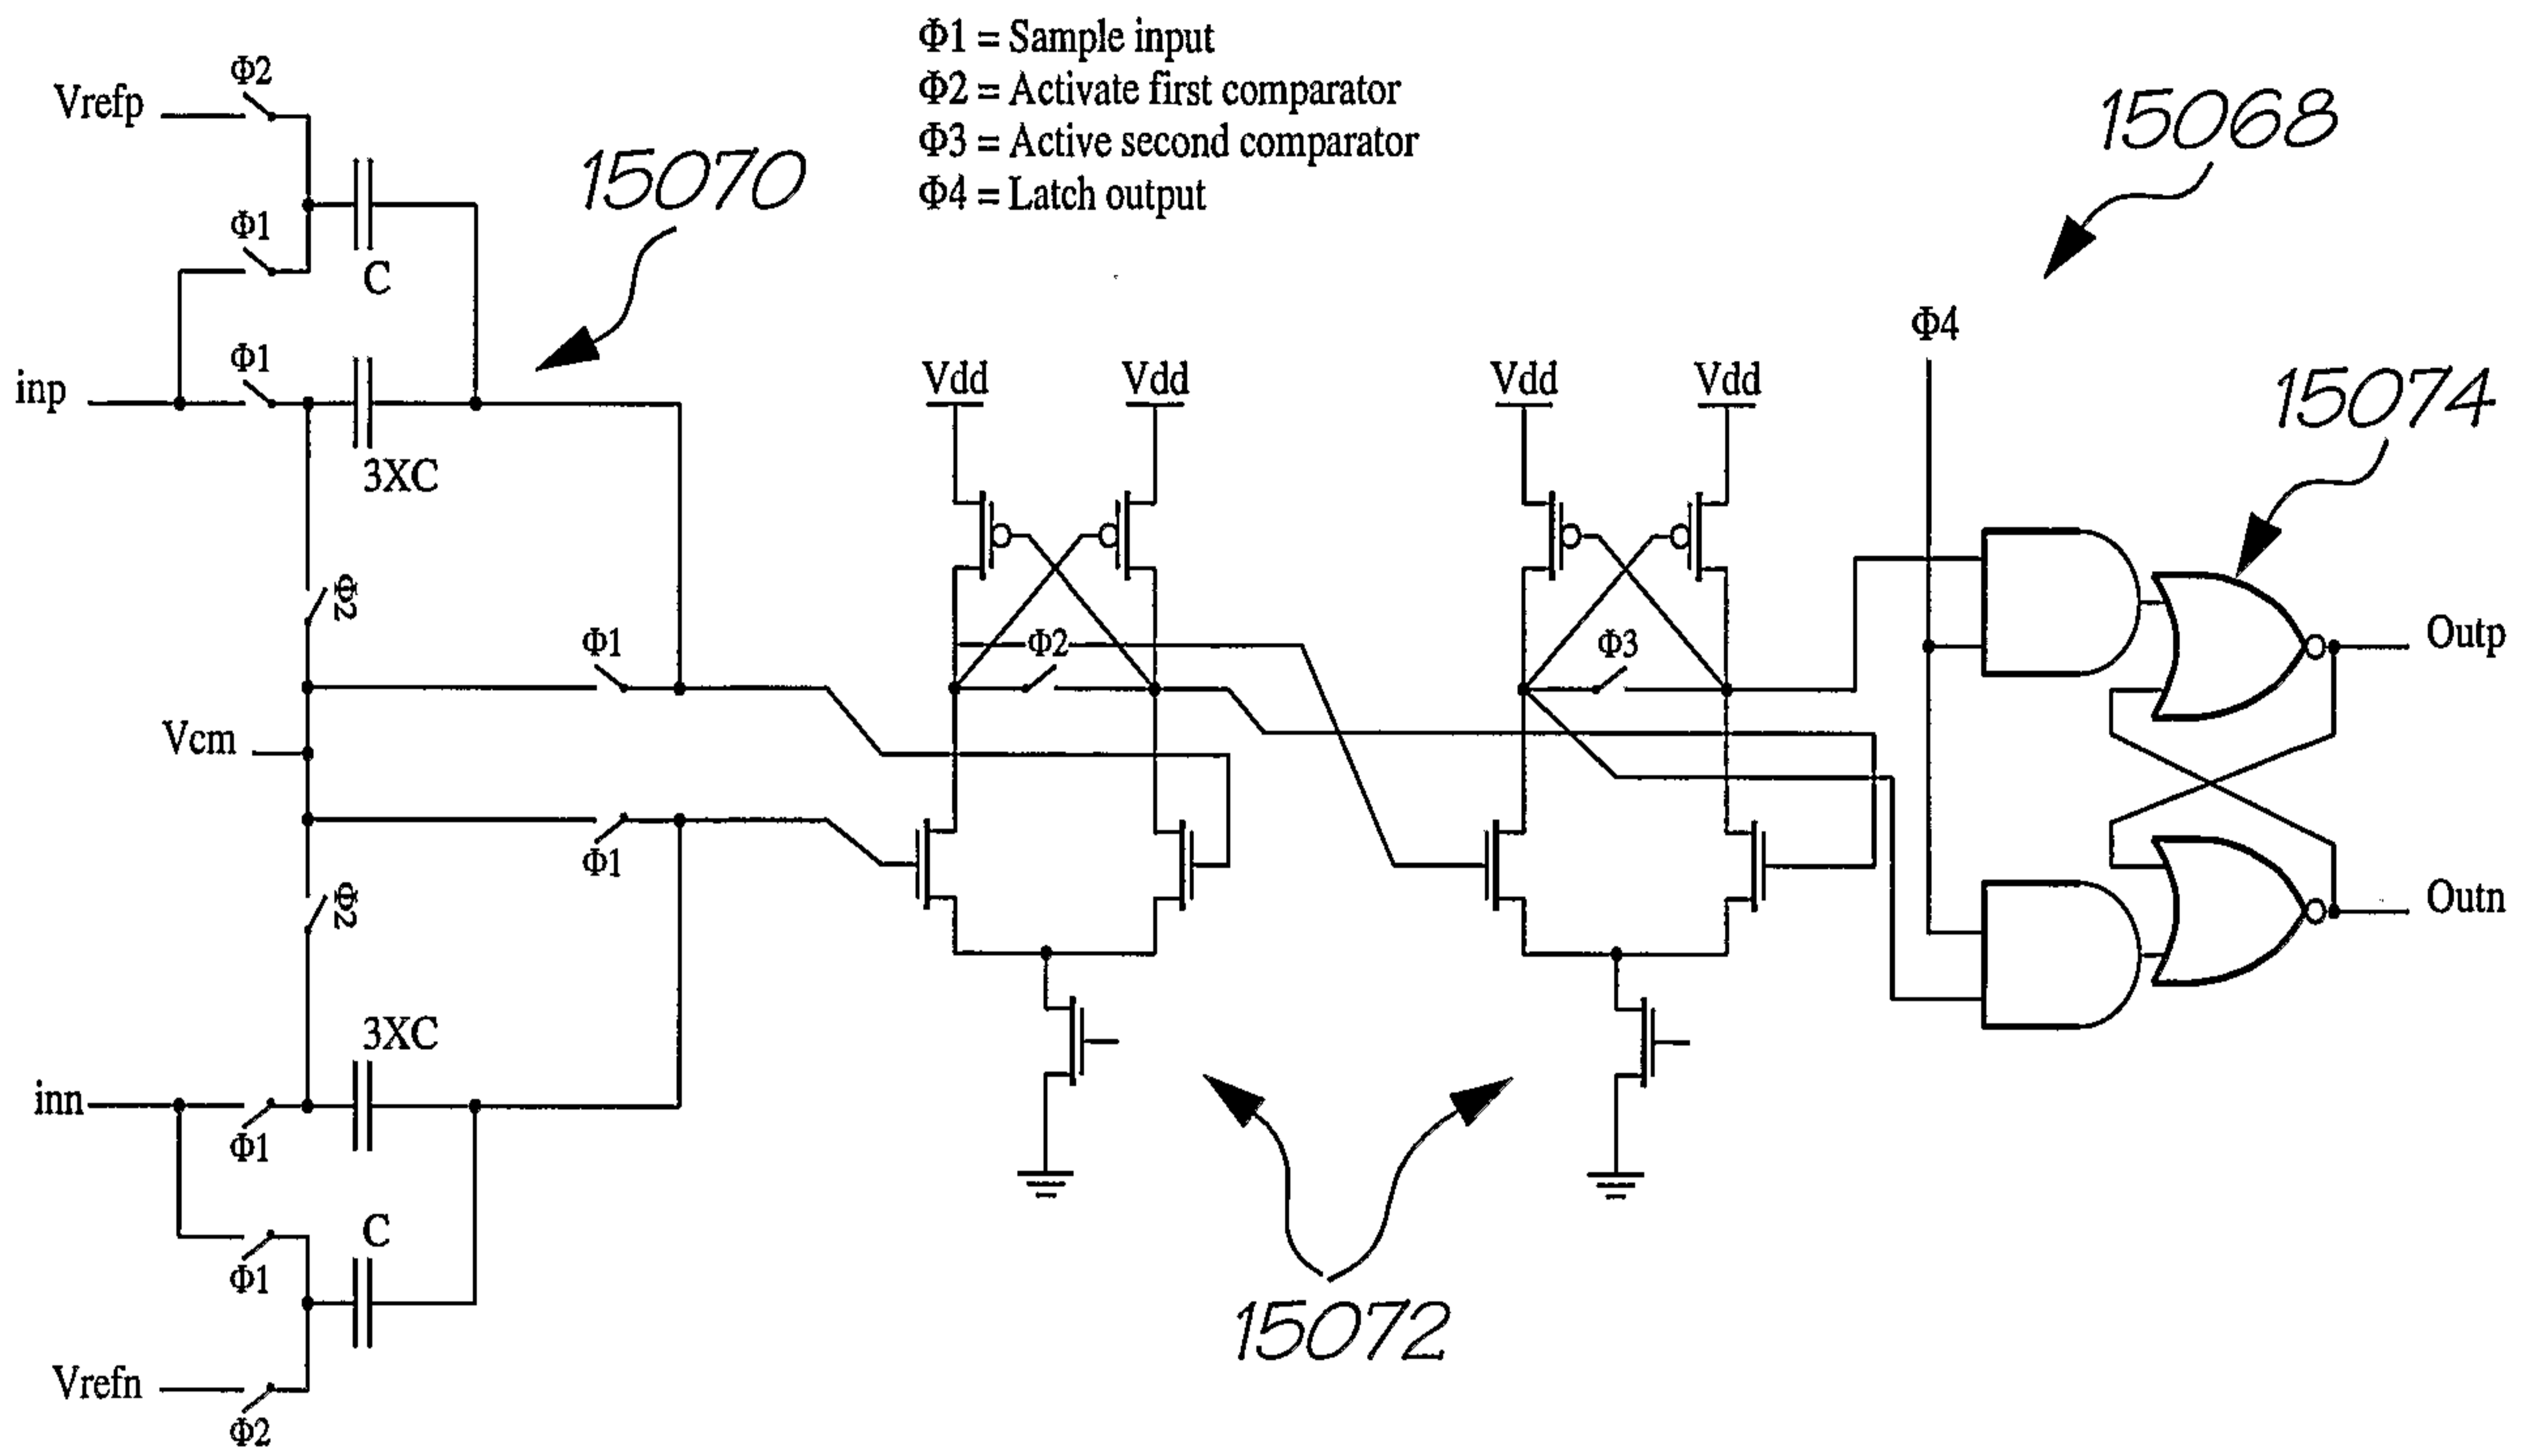 Φ1 = Sample input
Φ2 = Activate first comparator
Φ3 = Active second comparator
Φ4 = Latch output
15068
15070
15074
15072
Vrefp
Φ2
Φ1
C
inp
Φ1
3XC
Φ2
Φ1
Vcm
Φ1
Φ2
3XC
inn
Φ1
C
Φ1
Vrefn
Φ2
Vdd
Vdd
Φ2
Vdd
Vdd
Φ3
Φ4
Outp
Outn